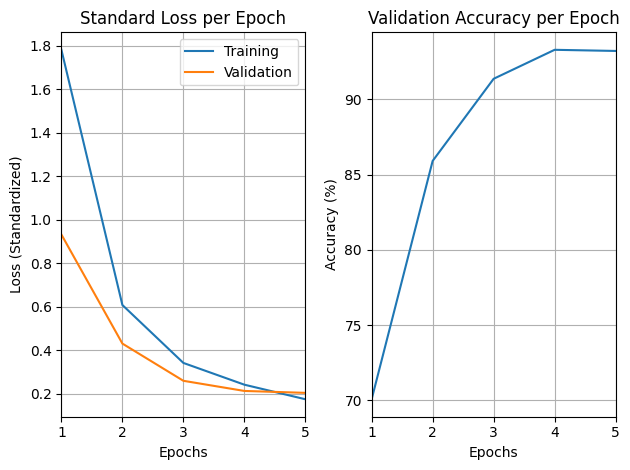 Standard Loss per Epoch
1.8
1.6
1.4
1.2
1.0
0.8
0.6
0.4
0.2
Loss (Standardized)
Training
Validation
1 2 3 4 5
Epochs
Validation Accuracy per Epoch
90
85
80
75
70
Accuracy (%)
1 2 3 4 5
Epochs